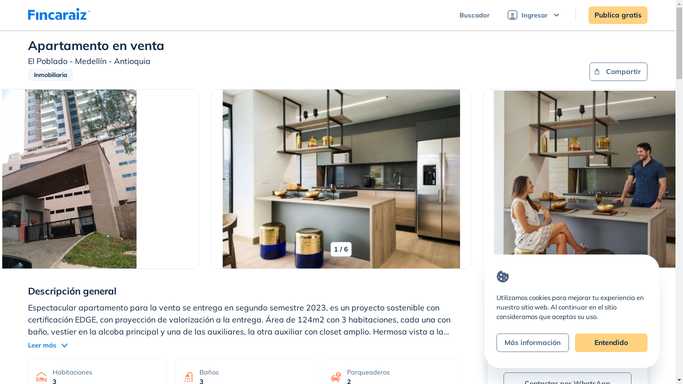 Fincaraiz
Buscador
Ingresar
Publica gratis
Apartamento en venta
El Poblado - Medellín - Antioquia
Inmobiliaria
Compartir
1 / 6
Descripción general
Espectacular apartamento para la venta se entrega en segundo semestre 2023, es un proyecto sostenible con
certificación EDGE, con proyección de valorización a la entrega. Área de 124m2 con 3 habitaciones, cada una con
baño, vestier en la alcoba principal y una de las auxiliares, la otra auxiliar con closet amplio. Hermosa vista a la...
Leer más
Habitaciones
3
Baños
3
Parqueaderos
2
Utilizamos cookies para mejorar tu experiencia en
nuestro sitio web. Al continuar en el sitio
consideramos que aceptas su uso.
Más información
Entendido
Contactar por WhatsApp